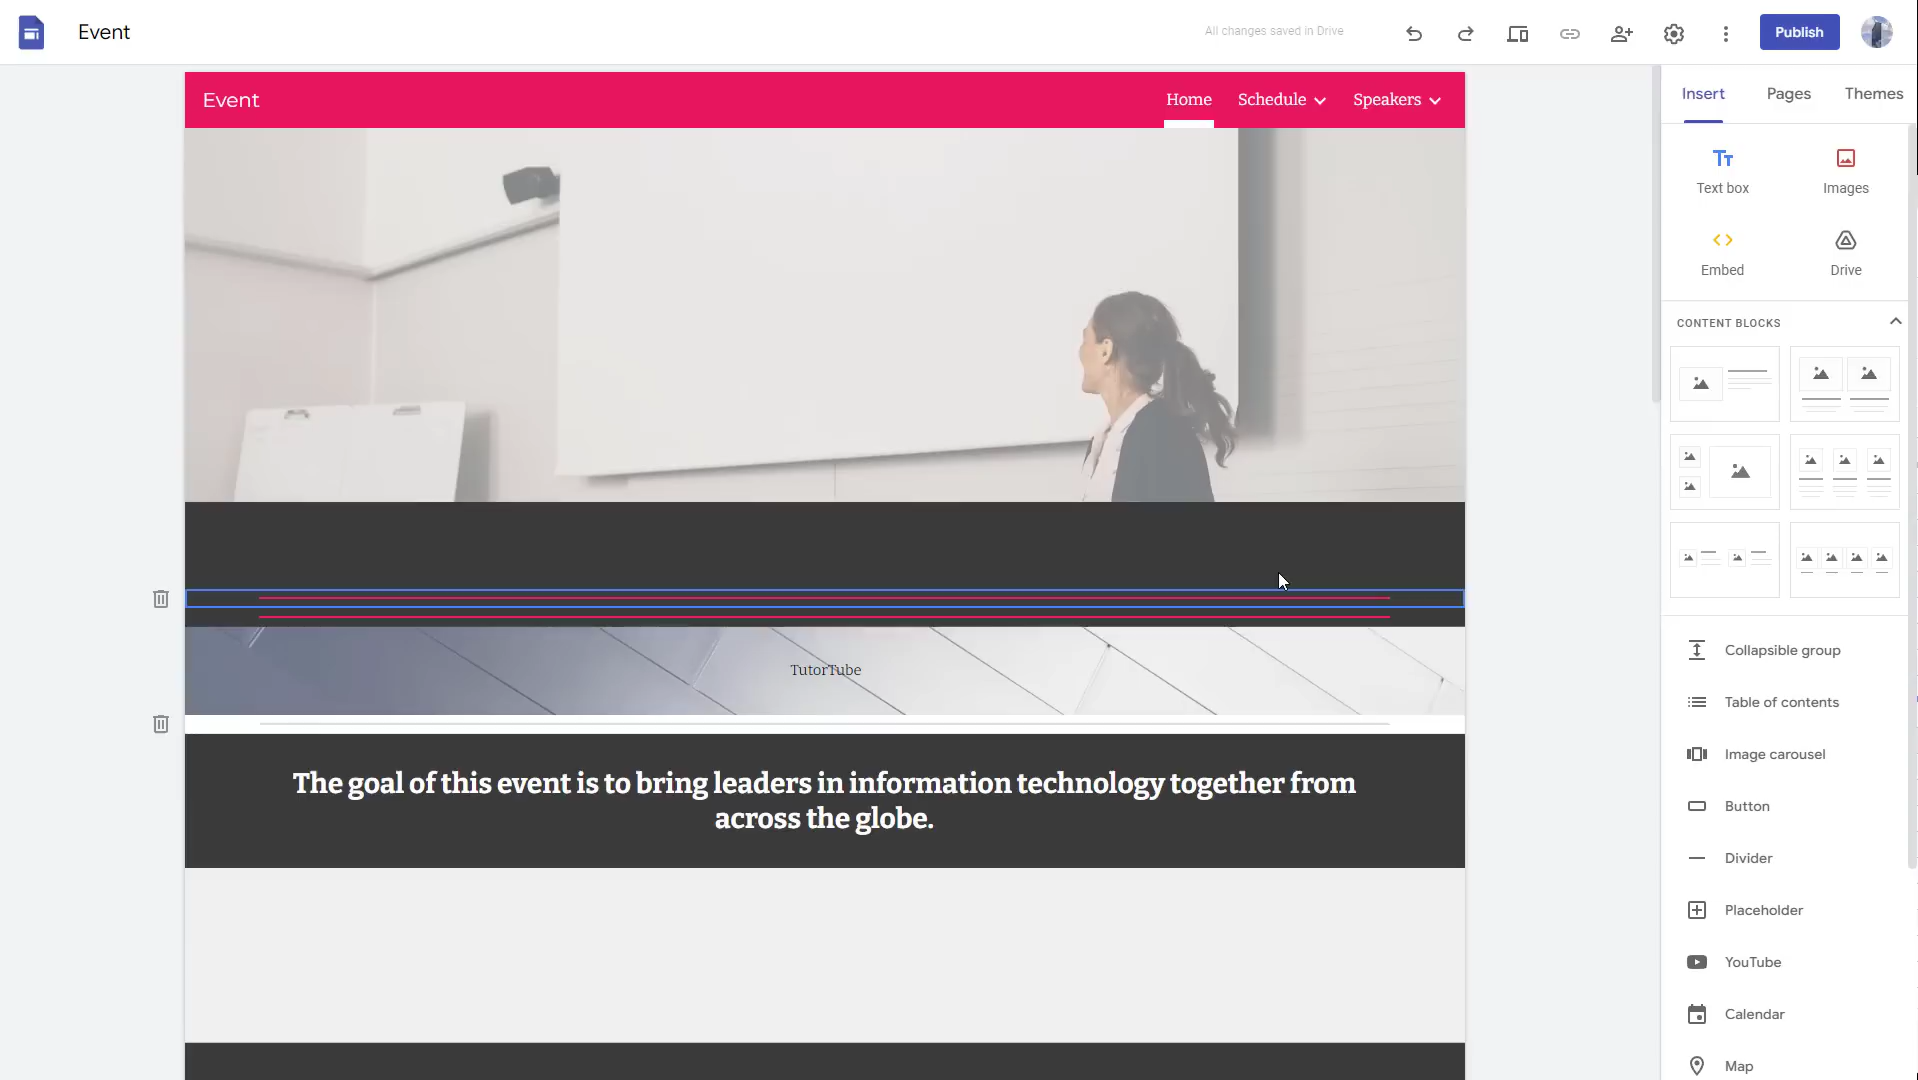 Event
All changes saved in Drive
Publish
Event
Home
Schedule
Speakers
TutorTube
The goal of this event is to bring leaders in information technology together from
across the globe.
Insert
Pages
Themes
Text box
Images
Embed
Drive
CONTENT BLOCKS
Collapsible group
Table of contents
Image carousel
Button
Divider
Placeholder
YouTube
Calendar
Map